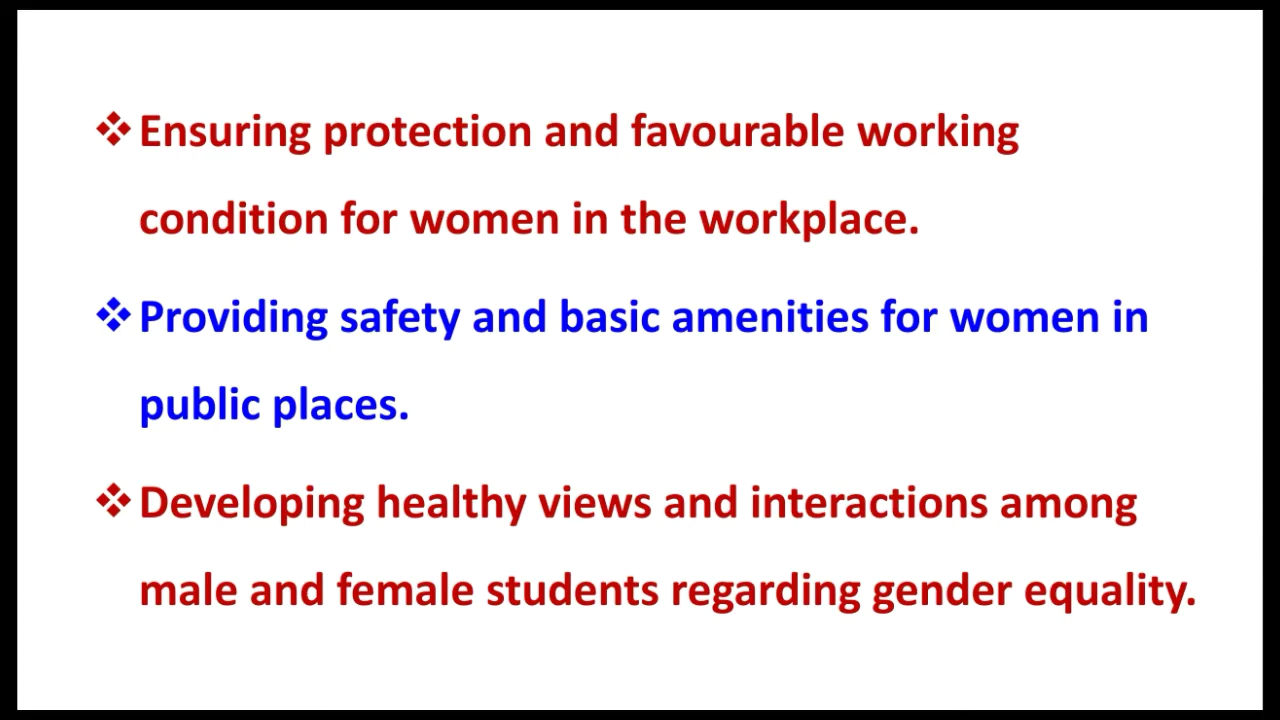 ❖Ensuring protection and favourable working
condition for women in the workplace.
❖Providing safety and basic amenities for women in
public places.
❖Developing healthy views and interactions among
male and female students regarding gender equality.